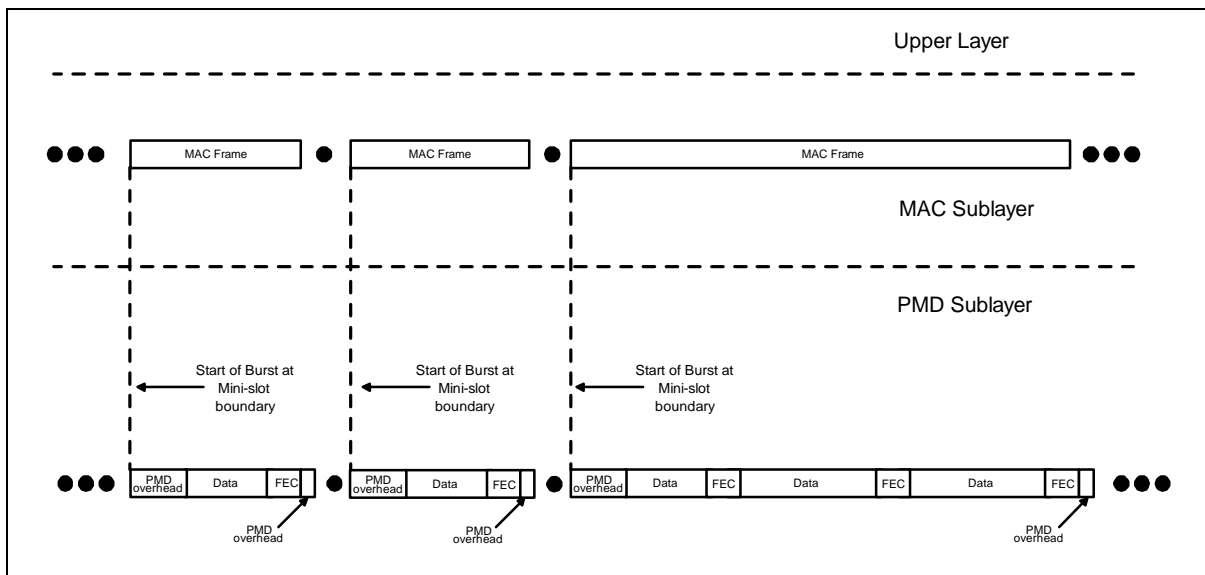 Upper Layer
MAC Frame
MAC Frame
MAC Frame
MAC Sublayer
PMD Sublayer
Start of Burst at
Mini-slot
boundary
Start of Burst at
Mini-slot
boundary
Start of Burst at
Mini-slot
boundary
PMD
overhead
Data
FEC
PMD
overhead
Data
FEC
PMD
overhead
Data
FEC
Data
FEC
Data
FEC
PMD
overhead
PMD
overhead
PMD
overhead